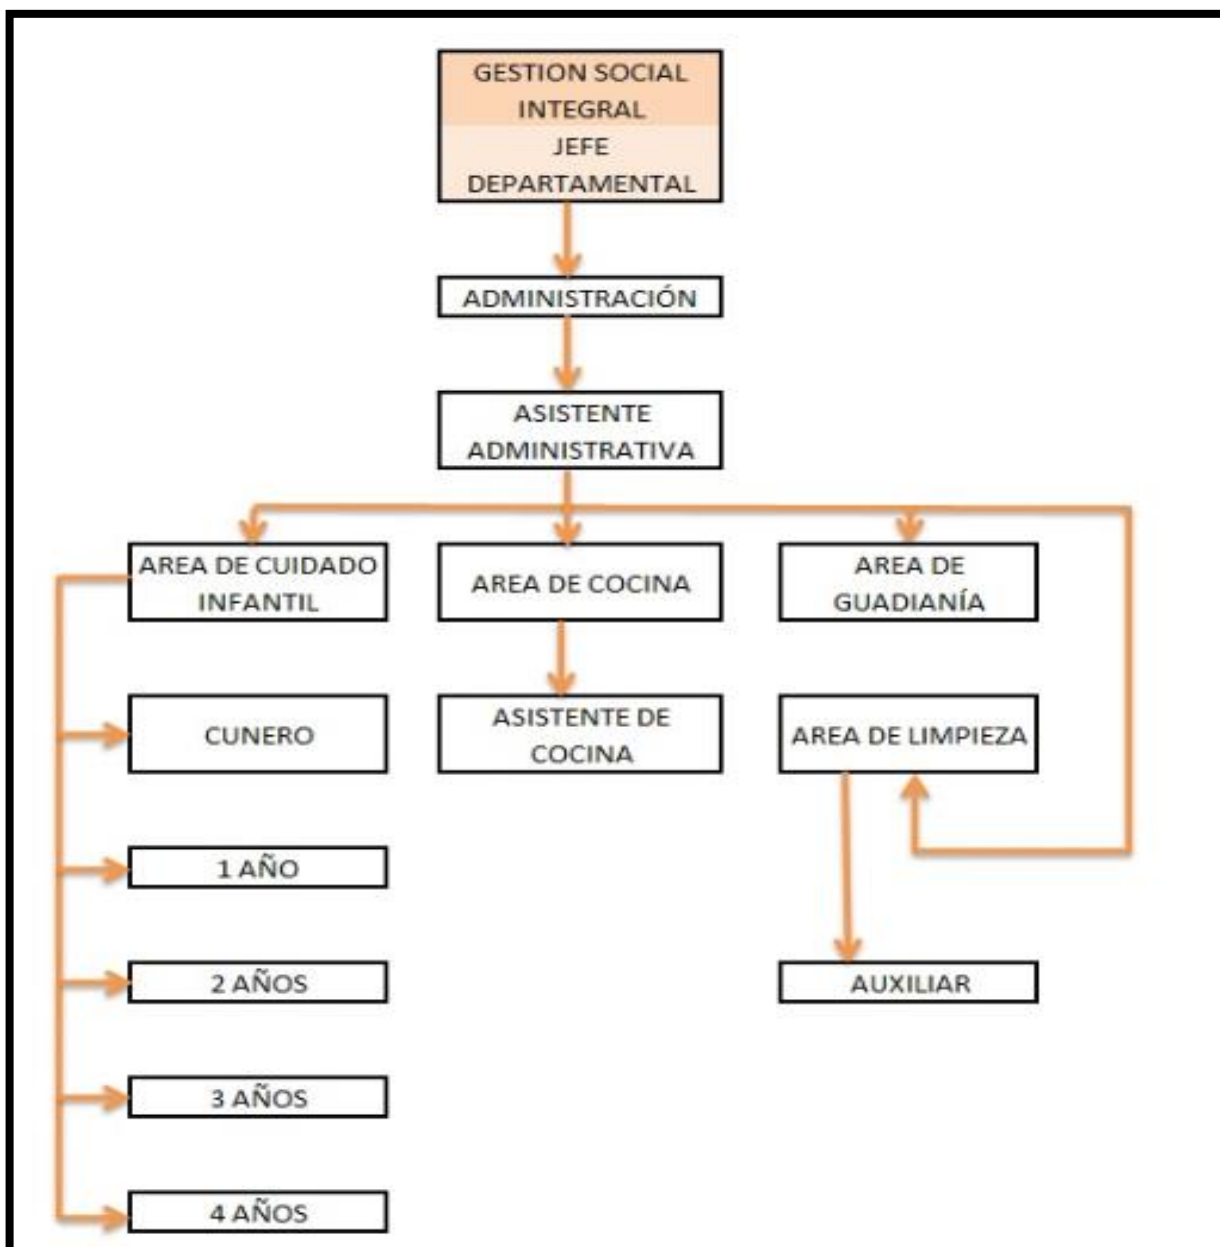 GESTION SOCIAL
INTEGRAL
JEFE
DEPARTAMENTAL
ADMINISTRACIÓN
ASISTENTE
ADMINISTRATIVA
AREA DE CUIDADO
INFANTIL
AREA DE COCINA
AREA DE
GUADIANÍA
CUNERO
ASISTENTE DE
COCINA
AREA DE LIMPIEZA
1 AÑO
2 AÑOS
AUXILIAR
3 AÑOS
4 AÑOS